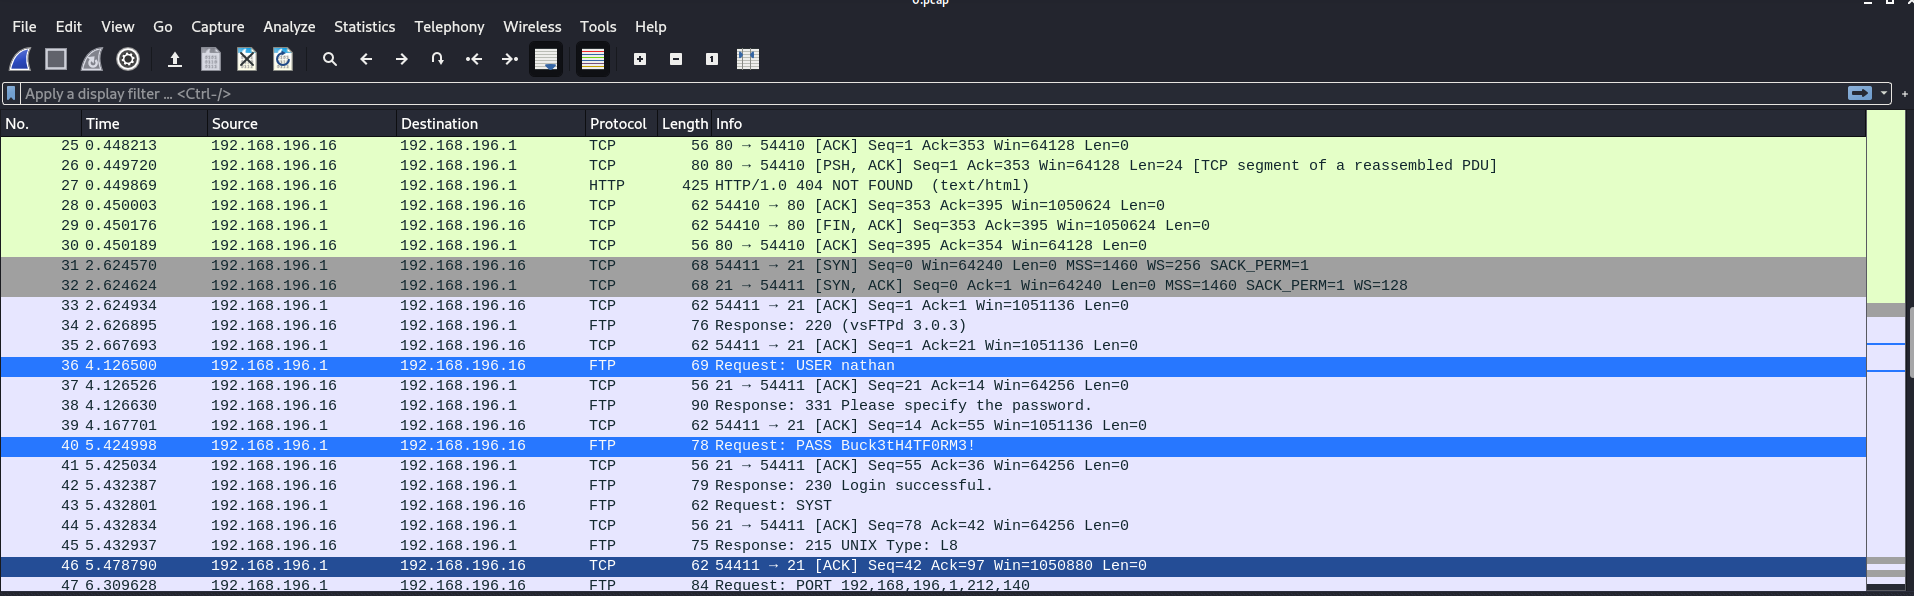 0.pcap
File Edit View Go Capture Analyze Statistics Telephony Wireless Tools Help
Apply a display filter ... <Ctrl-/>
No. Time Source Destination Protocol Length Info
25 0.448213 192.168.196.16 192.168.196.1 TCP 56 80 → 54410 [ACK] Seq=1 Ack=353 Win=64128 Len=0
26 0.449720 192.168.196.16 192.168.196.1 TCP 80 80 → 54410 [PSH, ACK] Seq=1 Ack=353 Win=64128 Len=24 [TCP segment of a reassembled PDU]
27 0.449869 192.168.196.16 192.168.196.1 HTTP 425 HTTP/1.0 404 NOT FOUND (text/html)
28 0.450003 192.168.196.1 192.168.196.16 TCP 62 54410 → 80 [ACK] Seq=353 Ack=395 Win=1050624 Len=0
29 0.450176 192.168.196.1 192.168.196.16 TCP 62 54410 → 80 [FIN, ACK] Seq=353 Ack=395 Win=1050624 Len=0
30 0.450189 192.168.196.16 192.168.196.1 TCP 56 80 → 54410 [ACK] Seq=395 Ack=354 Win=64128 Len=0
31 2.624570 192.168.196.1 192.168.196.16 TCP 68 54411 → 21 [SYN] Seq=0 Win=64240 Len=0 MSS=1460 WS=256 SACK_PERM=1
32 2.624624 192.168.196.16 192.168.196.1 TCP 68 21 → 54411 [SYN, ACK] Seq=0 Ack=1 Win=64240 Len=0 MSS=1460 SACK_PERM=1 WS=128
33 2.624934 192.168.196.1 192.168.196.16 TCP 62 54411 → 21 [ACK] Seq=1 Ack=1 Win=1051136 Len=0
34 2.626895 192.168.196.16 192.168.196.1 FTP 76 Response: 220 (vsFTPd 3.0.3)
35 2.667693 192.168.196.1 192.168.196.16 TCP 62 54411 → 21 [ACK] Seq=1 Ack=21 Win=1051136 Len=0
36 4.126500 192.168.196.1 192.168.196.16 FTP 69 Request: USER nathan
37 4.126526 192.168.196.16 192.168.196.1 TCP 56 21 → 54411 [ACK] Seq=21 Ack=14 Win=64256 Len=0
38 4.126630 192.168.196.16 192.168.196.1 FTP 90 Response: 331 Please specify the password.
39 4.167701 192.168.196.1 192.168.196.16 TCP 62 54411 → 21 [ACK] Seq=14 Ack=55 Win=1051136 Len=0
40 5.424998 192.168.196.1 192.168.196.16 FTP 78 Request: PASS Buck3tH4TF0RM3!
41 5.425034 192.168.196.16 192.168.196.1 TCP 56 21 → 54411 [ACK] Seq=55 Ack=36 Win=64256 Len=0
42 5.432387 192.168.196.16 192.168.196.1 FTP 79 Response: 230 Login successful.
43 5.432801 192.168.196.1 192.168.196.16 FTP 62 Request: SYST
44 5.432834 192.168.196.16 192.168.196.1 TCP 56 21 → 54411 [ACK] Seq=78 Ack=42 Win=64256 Len=0
45 5.432937 192.168.196.16 192.168.196.1 FTP 75 Response: 215 UNIX Type: L8
46 5.478790 192.168.196.1 192.168.196.16 TCP 62 54411 → 21 [ACK] Seq=42 Ack=97 Win=1050880 Len=0
47 6.309628 192.168.196.1 192.168.196.16 FTP 84 Request: PORT 192,168,196,1,212,140